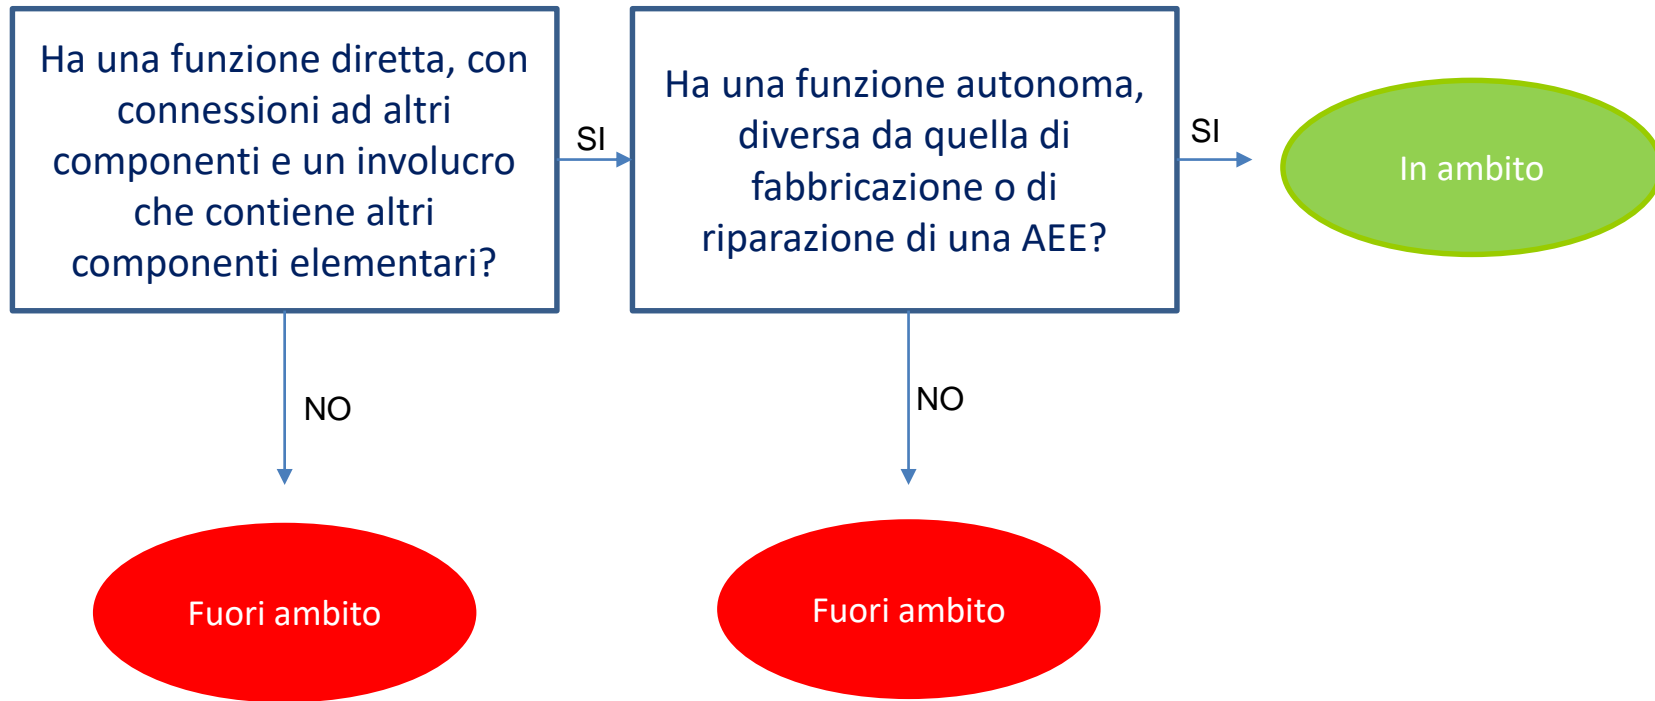 Ha una funzione diretta, con
connessioni ad altri
componenti e un involucro
che contiene altri
componenti elementari?
SI
Ha una funzione autonoma,
diversa da quella di
fabbricazione o di
riparazione di una AEE?
SI
In ambito
NO
NO
Fuori ambito
Fuori ambito